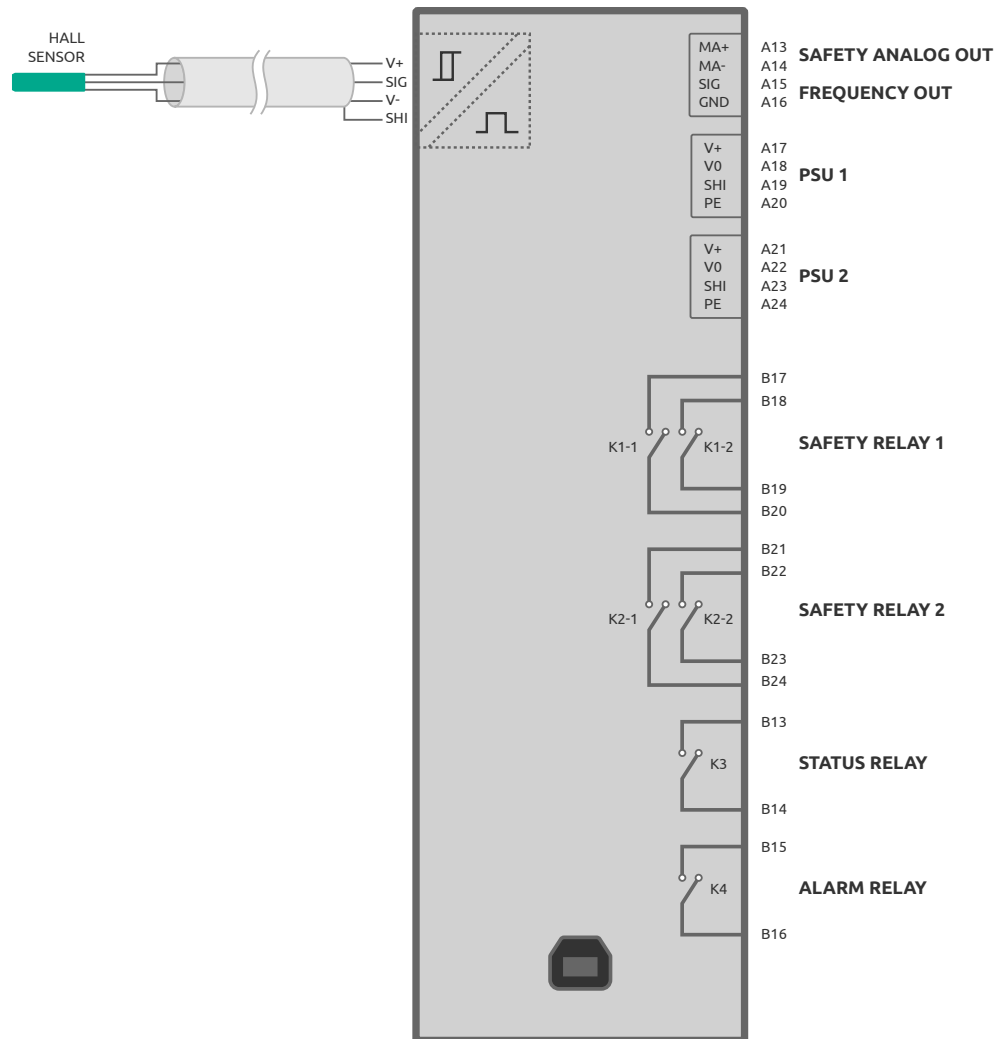 HALL
SENSOR
V+
SIG
V-
SHI
MA+ A13
MA- A14
SIG A15
GND A16
SAFETY ANALOG OUT
FREQUENCY OUT
V+ A17
V0 A18
SHI A19
PE A20
PSU 1
V+ A21
V0 A22
SHI A23
PE A24
PSU 2
B17
B18
K1-1 K1-2 SAFETY RELAY 1
B19
B20
B21
B22
K2-1 K2-2 SAFETY RELAY 2
B23
B24
B13
K3 STATUS RELAY
B14
B15
K4 ALARM RELAY
B16